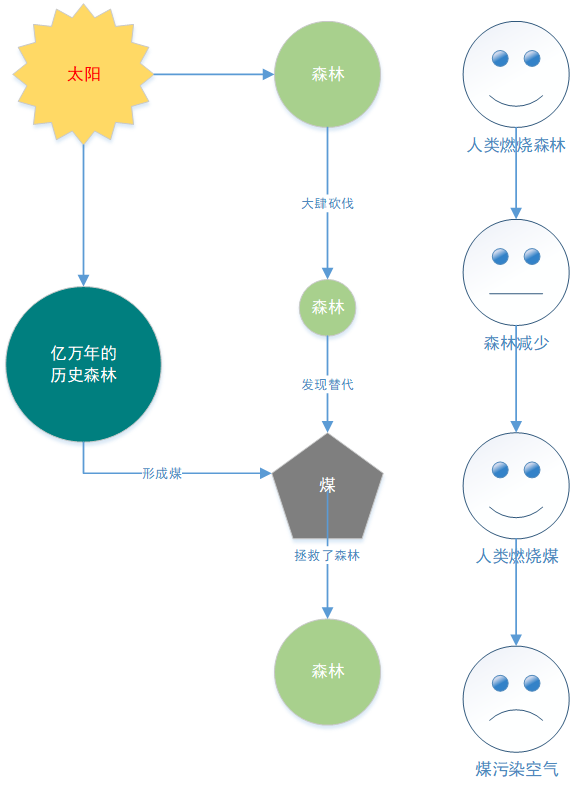 太阳
森林
人类燃烧森林
大肆砍伐
森林
森林减少
亿万年的
历史森林
发现替代
形成煤
煤
人类燃烧煤
拯救了森林
森林
煤污染空气